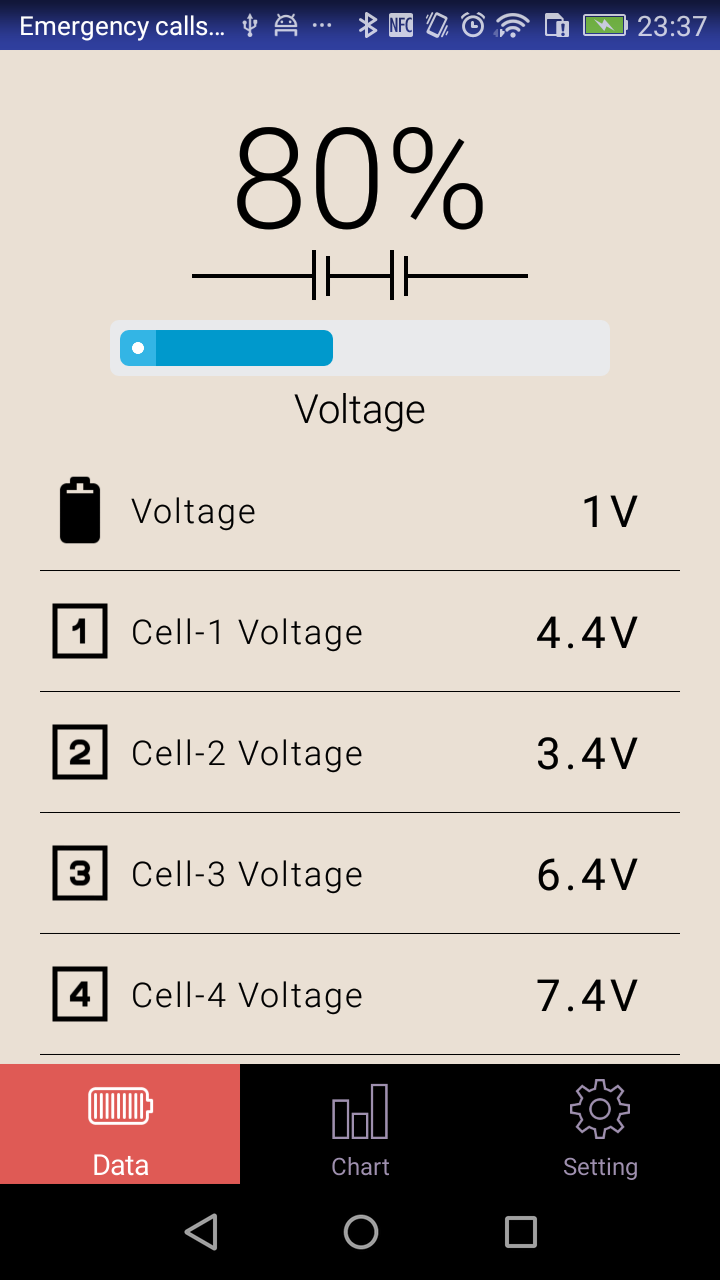 Emergency calls… NFC 23:37
80%
Voltage
Voltage 1V
1 Cell-1 Voltage 4.4V
2 Cell-2 Voltage 3.4V
3 Cell-3 Voltage 6.4V
4 Cell-4 Voltage 7.4V
Data Chart Setting